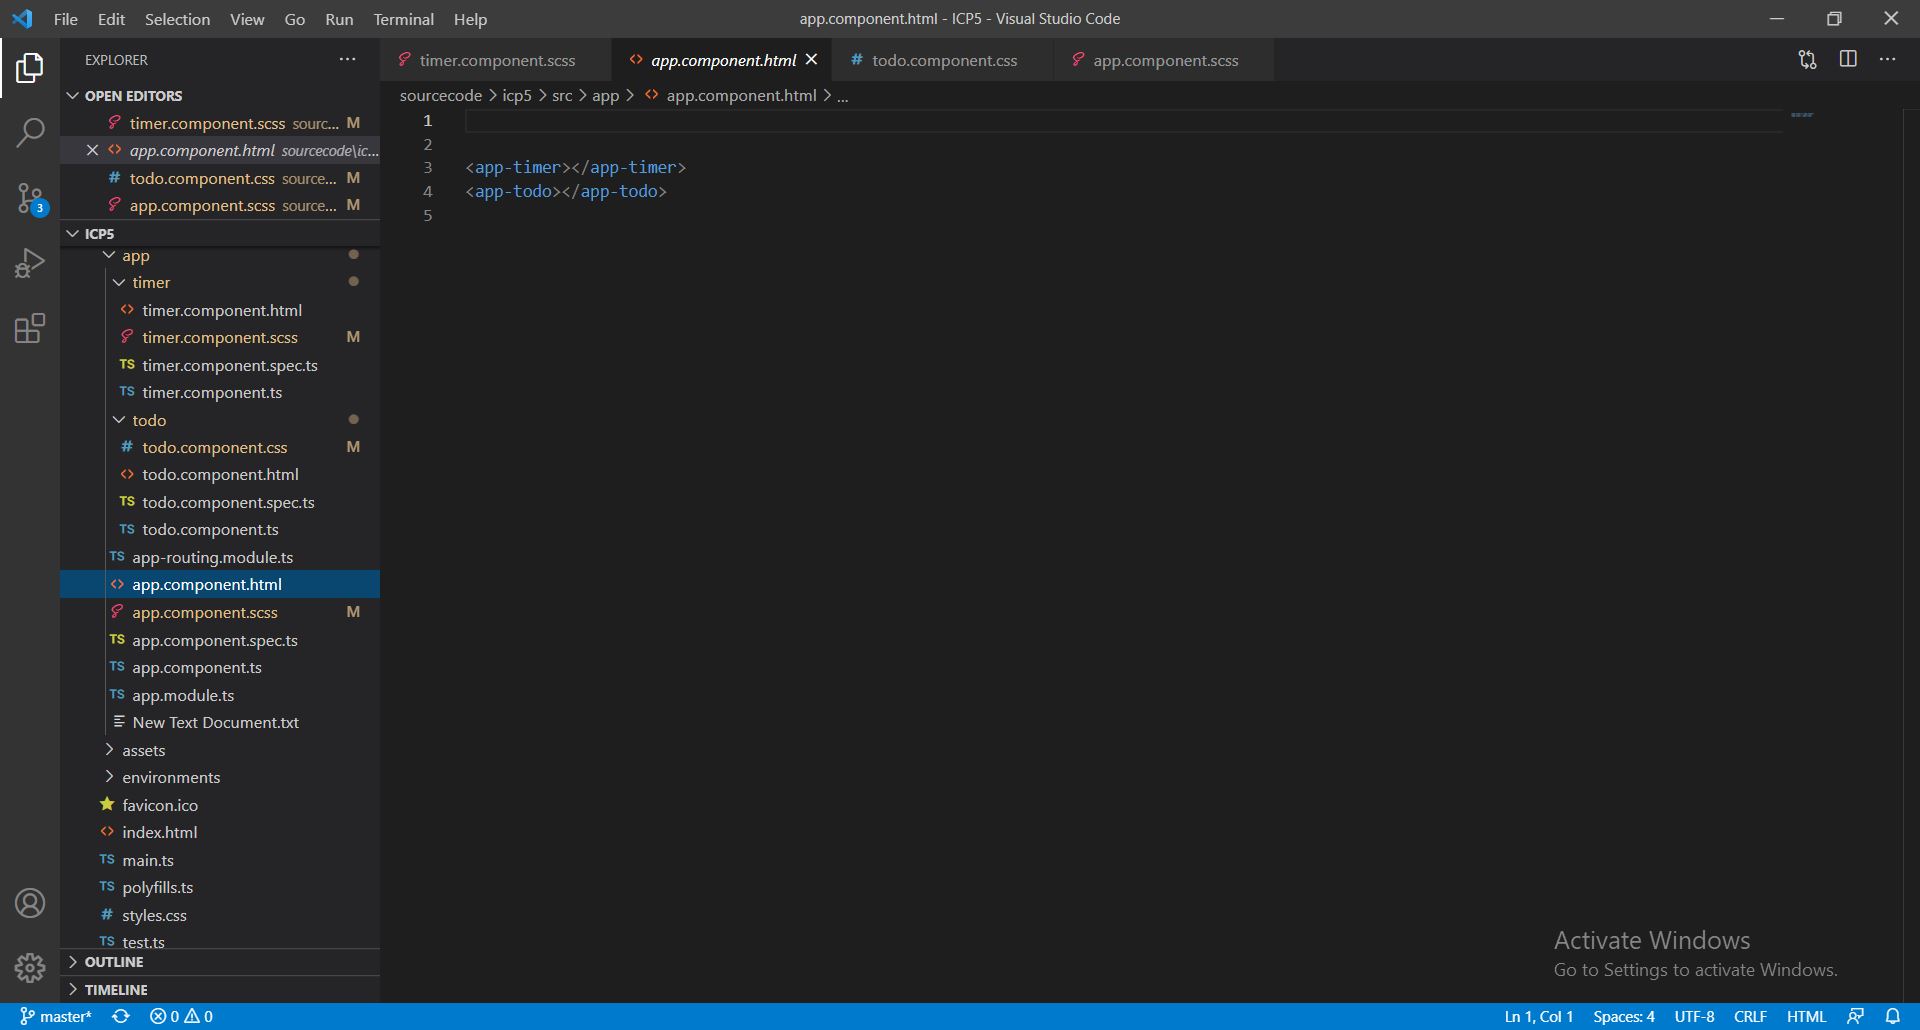 File Edit Selection View Go Run Terminal Help
app.component.html - ICP5 - Visual Studio Code
EXPLORER
OPEN EDITORS
timer.component.scss sourc... M
app.component.html sourcecode\ic...
todo.component.css source... M
app.component.scss source... M
ICP5
app
timer
timer.component.html
timer.component.scss M
TS timer.component.spec.ts
TS timer.component.ts
todo
# todo.component.css M
todo.component.html
TS todo.component.spec.ts
TS todo.component.ts
TS app-routing.module.ts
app.component.html
app.component.scss M
TS app.component.spec.ts
TS app.component.ts
TS app.module.ts
New Text Document.txt
assets
environments
favicon.ico
index.html
TS main.ts
TS polyfills.ts
# styles.css
TS test.ts
OUTLINE
TIMELINE
3
timer.component.scss
app.component.html
# todo.component.css
app.component.scss
sourcecode > icp5 > src > app > app.component.html > ...
1
2
3 <app-timer></app-timer>
4 <app-todo></app-todo>
5
Activate Windows
Go to Settings to activate Windows.
master* 0 0
Ln 1, Col 1 Spaces: 4 UTF-8 CRLF HTML